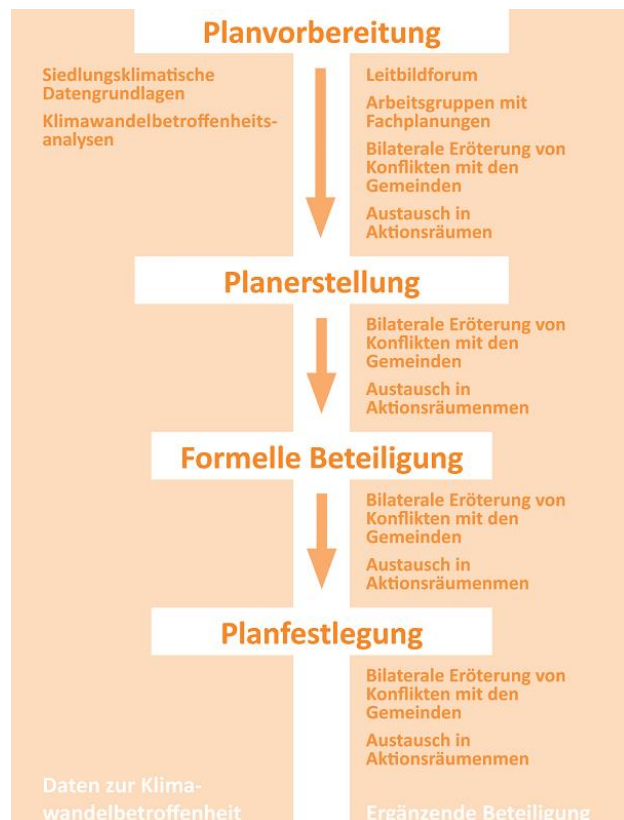 Planvorbereitung
Siedlungsklimatische
Datengrundlagen
Klimawandelbetroffenheits-
analysen
Leitbildforum
Arbeitsgruppen mit
Fachplanungen
Bilaterale Eröterung von
Konflikten mit den
Gemeinden
Austausch in
Aktionsräumen
Planerstellung
Bilaterale Eröterung von
Konflikten mit den
Gemeinden
Austausch in
Aktionsräumenmen
Formelle Beteiligung
Bilaterale Eröterung von
Konflikten mit den
Gemeinden
Austausch in
Aktionsräumenmen
Planfestlegung
Bilaterale Eröterung von
Konflikten mit den
Gemeinden
Austausch in
Aktionsräumenmen
Daten zur Klima-
wandelbetroffenheit
Ergänzende Beteiligung